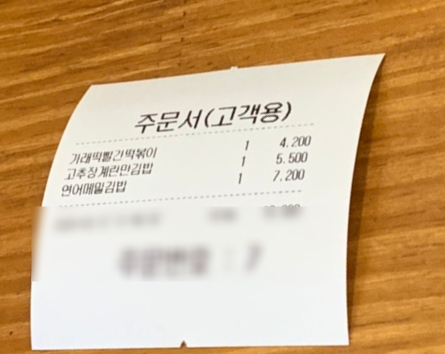 주문서(고객용)
가래떡빨간떡볶이 1 4,200
고추장계란만김밥 1 5,500
연어메밀김밥 1 7,200